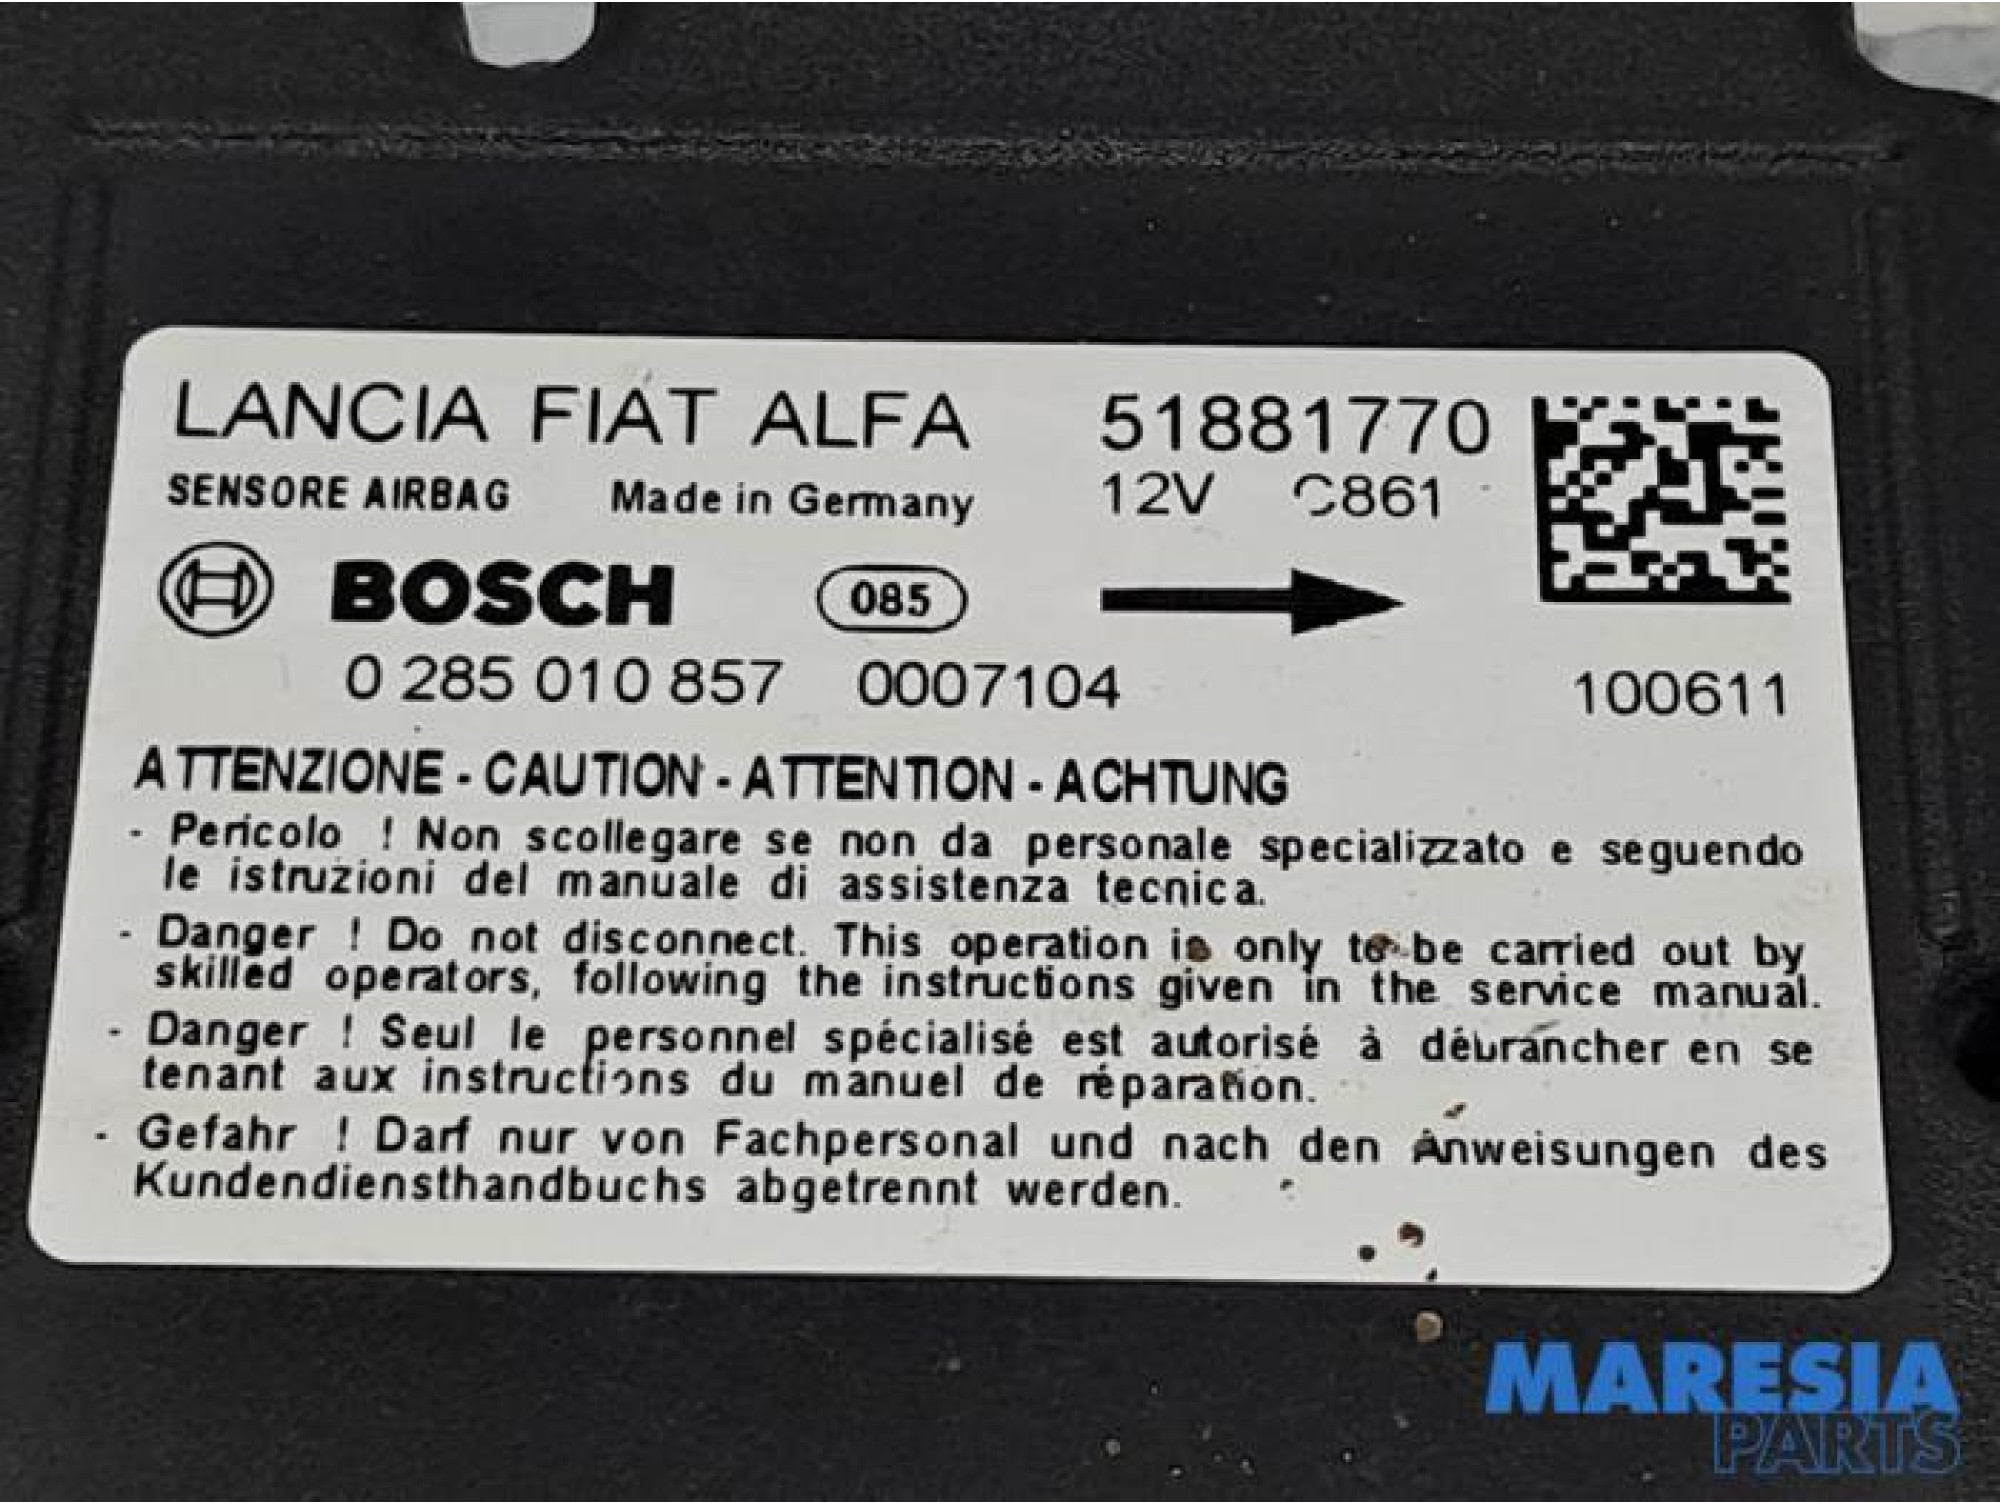 LANCIA FIAT ALFA 51881770
SENSORE AIRBAG Made in Germany 12V C861
BOSCH 085
0 285 010 857 0007104 100611
ATTENZIONE - CAUTION - ATTENTION - ACHTUNG
- Pericolo ! Non scollegare se non da personale specializzato e seguendo
le istruzioni del manuale di assistenza tecnica.
- Danger ! Do not disconnect. This operation is only to be carried out by
skilled operators, following the instructions given in the service manual.
- Danger ! Seul le personnel spécialisé est autorisé à débrancher en se
tenant aux instructions du manuel de réparation.
- Gefahr ! Darf nur von Fachpersonal und nach den Anweisungen des
Kundendiensthandbuchs abgetrennt werden.
MARESIA
PARTS